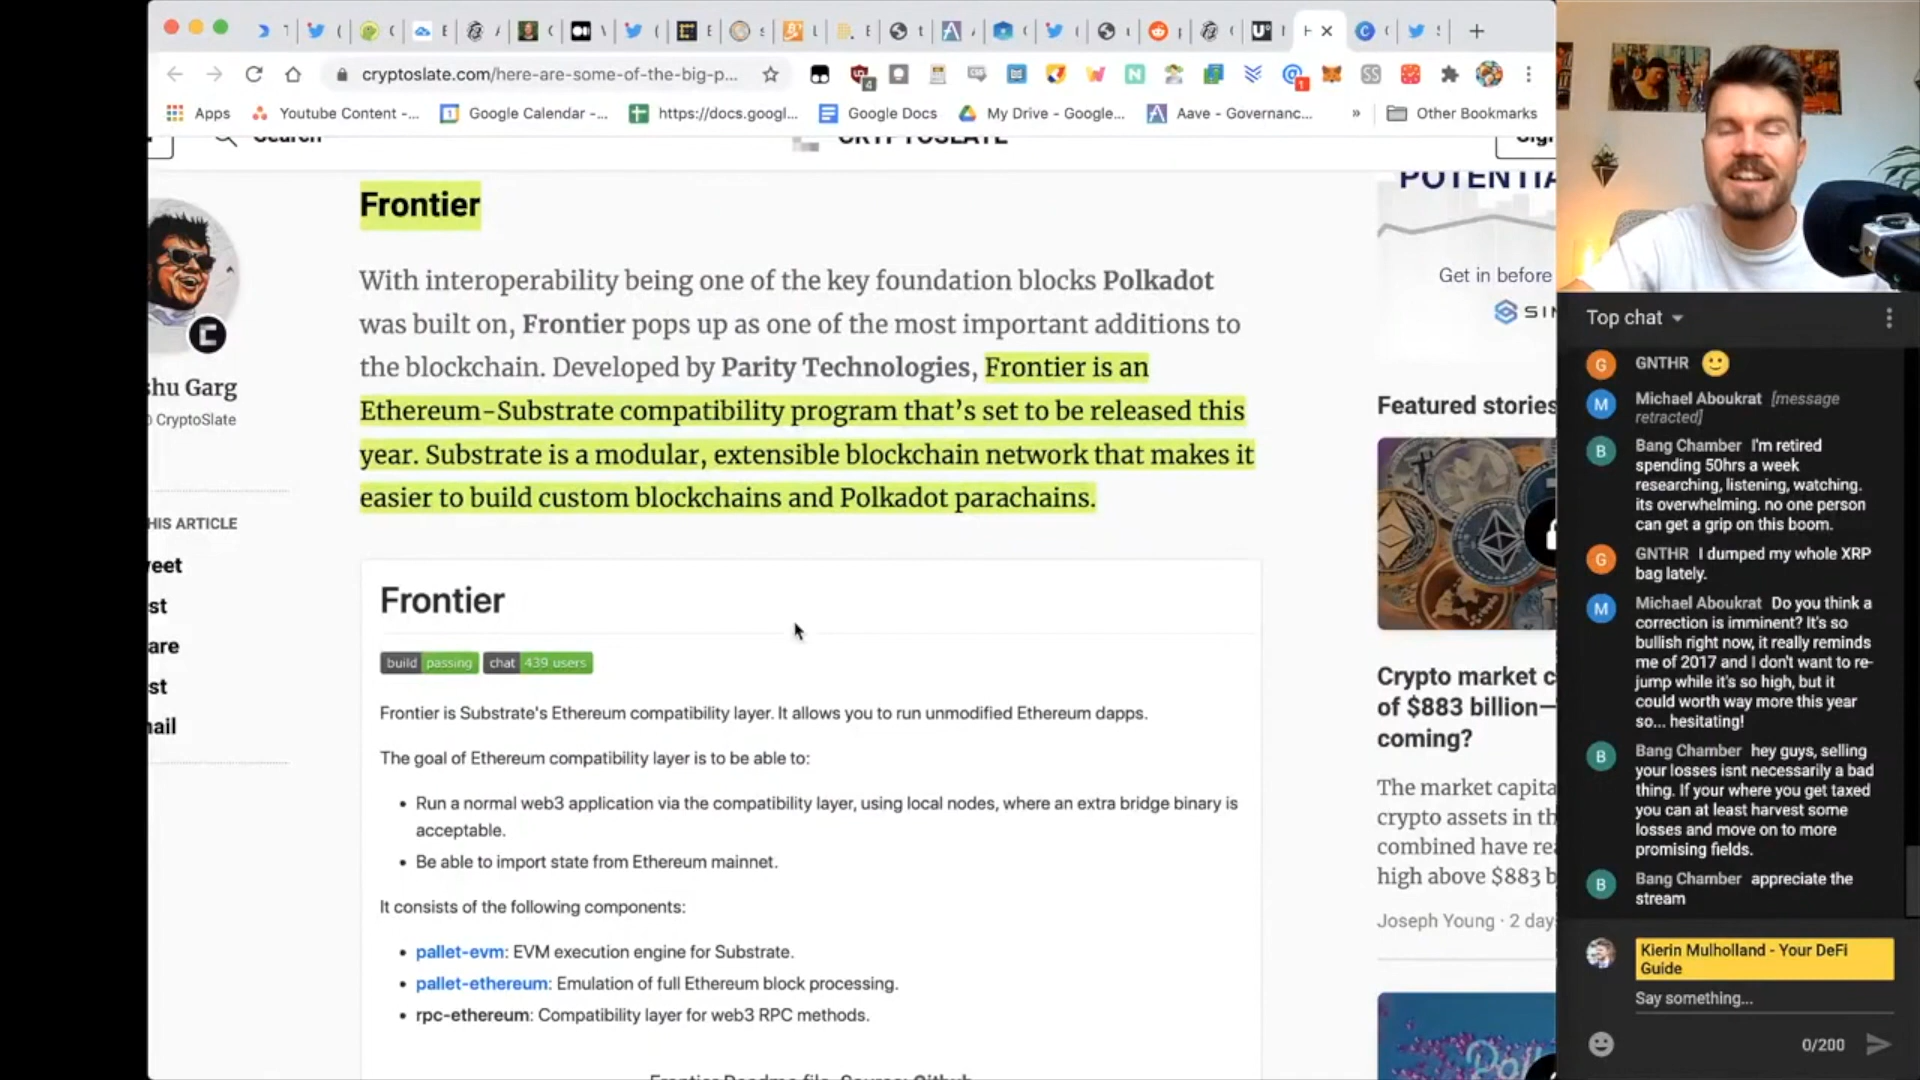 cryptoslate.com/here-are-some-of-the-big-p...
Apps
Youtube Content -...
Google Calendar -...
https://docs.googl...
Google Docs
My Drive - Google...
Aave - Governanc...
»
Other Bookmarks
Search
CRYPTOSLATE
Frontier
With interoperability being one of the key foundation blocks Polkadot
was built on, Frontier pops up as one of the most important additions to
the blockchain. Developed by Parity Technologies, Frontier is an
Ethereum-Substrate compatibility program that's set to be released this
year. Substrate is a modular, extensible blockchain network that makes it
easier to build custom blockchains and Polkadot parachains.
shu Garg
CryptoSlate
HIS ARTICLE
eet
st
are
st
ail
Frontier
build passing chat 439 users
Frontier is Substrate's Ethereum compatibility layer. It allows you to run unmodified Ethereum dapps.
The goal of Ethereum compatibility layer is to be able to:
• Run a normal web3 application via the compatibility layer, using local nodes, where an extra bridge binary is
acceptable.
• Be able to import state from Ethereum mainnet.
It consists of the following components:
• pallet-evm: EVM execution engine for Substrate.
• pallet-ethereum: Emulation of full Ethereum block processing.
• rpc-ethereum: Compatibility layer for web3 RPC methods.
Frontier Readme file. Source: Github
POTENTIA
Get in before
SIM
Featured stories
Crypto market c
of $883 billion—
coming?
The market capita
crypto assets in th
combined have rea
high above $883 b
Joseph Young · 2 day
Top chat
GNTHR
Michael Aboukrat [message
retracted]
Bang Chamber I'm retired
spending 50hrs a week
researching, listening, watching.
its overwhelming. no one person
can get a grip on this boom.
GNTHR I dumped my whole XRP
bag lately.
Michael Aboukrat Do you think a
correction is imminent? It's so
bullish right now, it really reminds
me of 2017 and I don't want to re-
jump while it's so high, but it
could worth way more this year
so... hesitating!
Bang Chamber hey guys, selling
your losses isnt necessarily a bad
thing. If your where you get taxed
you can at least harvest some
losses and move on to more
promising fields.
Bang Chamber appreciate the
stream
Kierin Mulholland - Your DeFi
Guide
Say something...
0/200